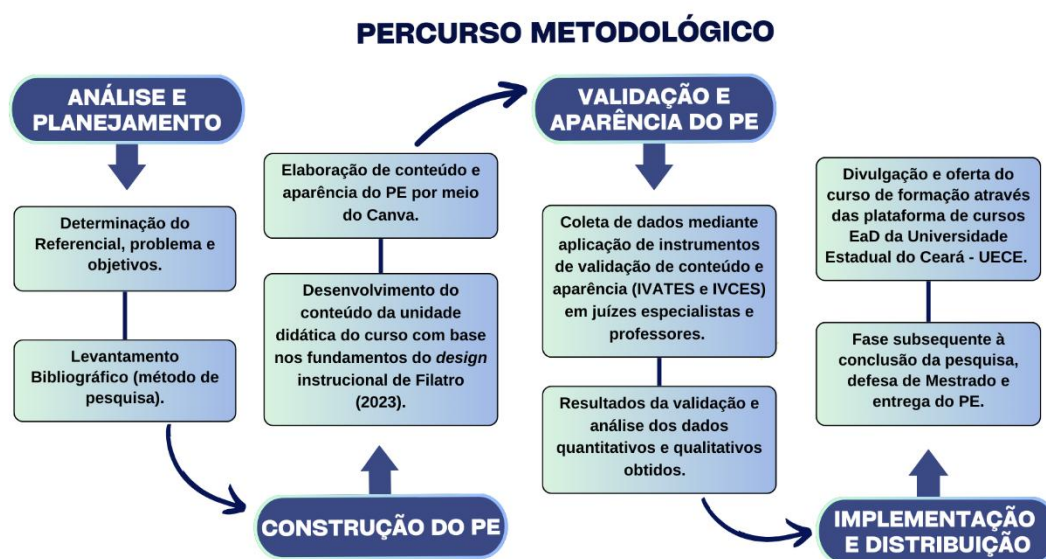 PERCURSO METODOLÓGICO
ANÁLISE E
PLANEJAMENTO
Determinação do
Referencial, problema e
objetivos.
Levantamento
Bibliográfico (método de
pesquisa).
CONSTRUÇÃO DO PE
Desenvolvimento do
conteúdo da unidade
didática do curso com base
nos fundamentos do design
instrucional de Filatro
(2023).
Elaboração de conteúdo e
aparência do PE por meio
do Canva.
VALIDAÇÃO E
APARÊNCIA DO PE
Coleta de dados mediante
aplicação de instrumentos
de validação de conteúdo e
aparência (IVATES e IVCES)
em juízes especialistas e
professores.
Resultados da validação e
análise dos dados
quantitativos e qualitativos
obtidos.
IMPLEMENTAÇÃO
E DISTRIBUIÇÃO
Fase subsequente à
conclusão da pesquisa,
defesa de Mestrado e
entrega do PE.
Divulgação e oferta do
curso de formação através
das plataforma de cursos
EaD da Universidade
Estadual do Ceará - UECE.